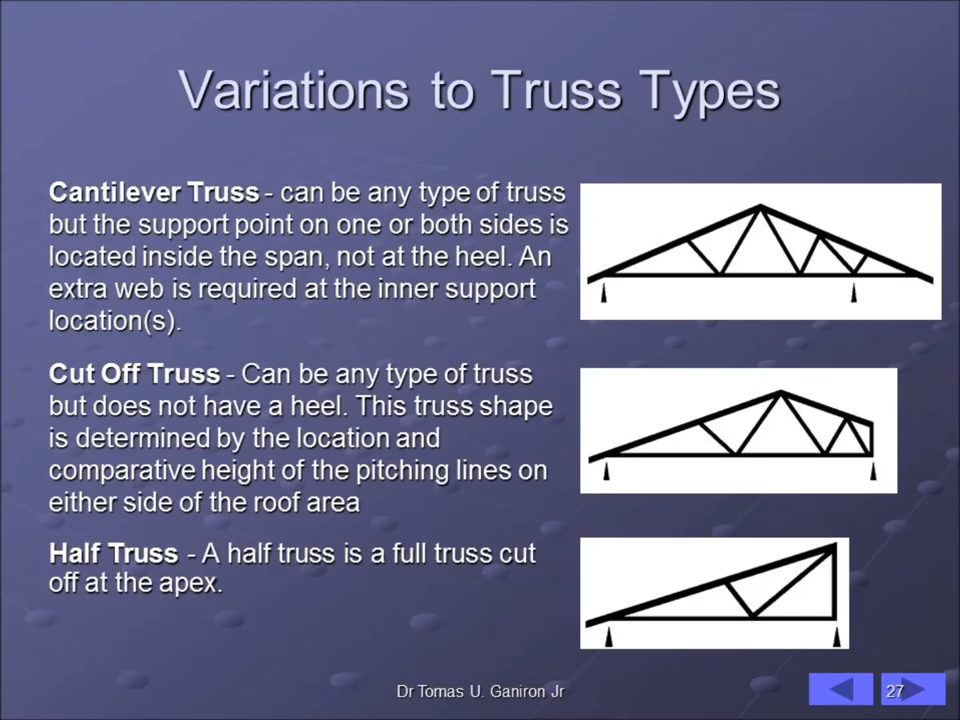 Variations to Truss Types
Cantilever Truss - can be any type of truss
but the support point on one or both sides is
located inside the span, not at the heel. An
extra web is required at the inner support
location(s).
Cut Off Truss - Can be any type of truss
but does not have a heel. This truss shape
is determined by the location and
comparative height of the pitching lines on
either side of the roof area
Half Truss - A half truss is a full truss cut
off at the apex.
Dr Tomas U. Ganiron Jr
27